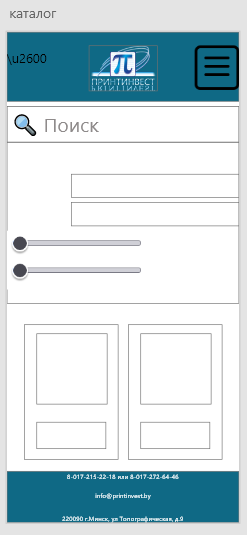 каталог
\u2600
π
ПРИНТИНВЕСТ
Поиск
8-017-215-22-18 или 8-017-272-64-46
info@printinvest.by
220090 г.Минск, ул Топографическая, д.9